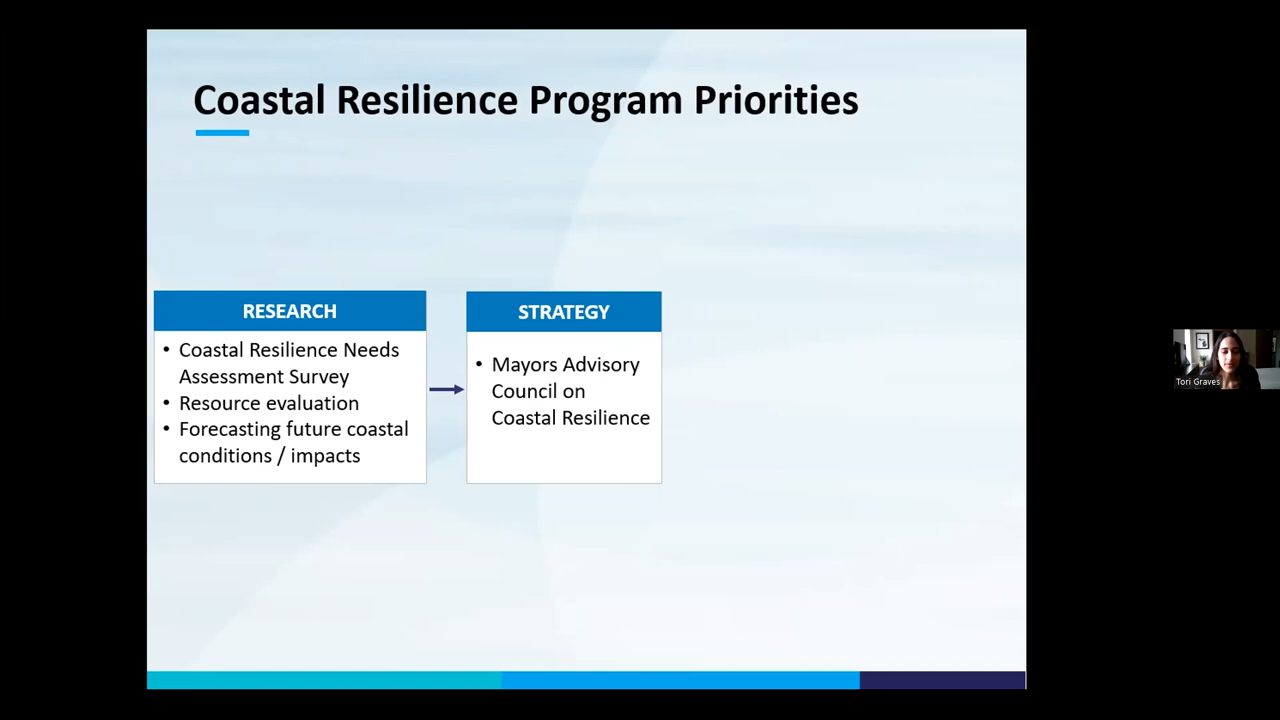 Coastal Resilience Program Priorities
RESEARCH
• Coastal Resilience Needs
Assessment Survey
• Resource evaluation
• Forecasting future coastal
conditions / impacts
STRATEGY
• Mayors Advisory
Council on
Coastal Resilience
Tori Graves